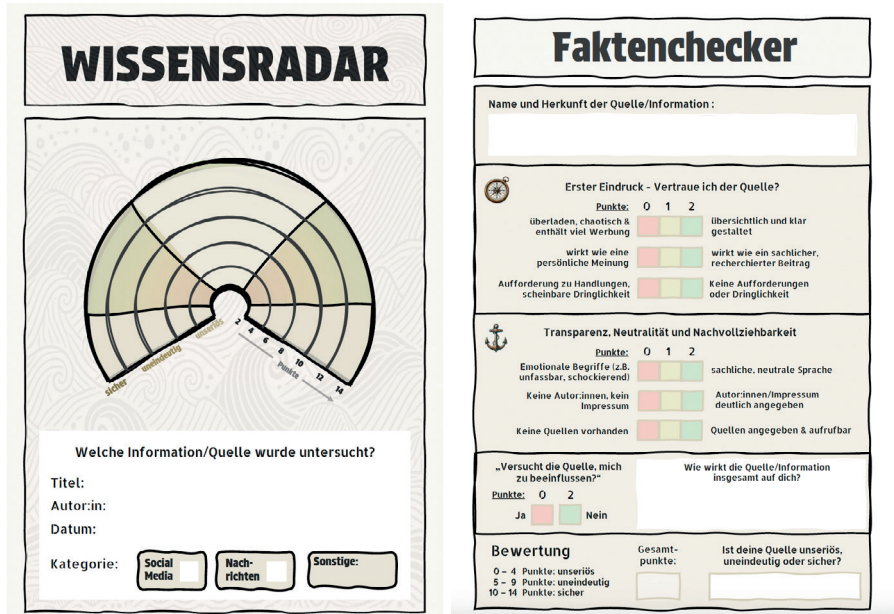 WISSENSRADAR
sicher
uneindeutig
unseriös
2
4
6
8
10
12
14
Punkte
Welche Information/Quelle wurde untersucht?
Titel:
Autor:in:
Datum:
Kategorie:
Social
Media
Nach-
richten
Sonstige:
Faktenchecker
Name und Herkunft der Quelle/Information :
Erster Eindruck - Vertraue ich der Quelle?
Punkte: 0 1 2
überladen, chaotisch &
enthält viel Werbung
übersichtlich und klar
gestaltet
wirkt wie eine
persönliche Meinung
wirkt wie ein sachlicher,
recherchierter Beitrag
Aufforderung zu Handlungen,
scheinbare Dringlichkeit
Keine Aufforderungen
oder Dringlichkeit
Transparenz, Neutralität und Nachvollziehbarkeit
Punkte: 0 1 2
Emotionale Begriffe (z.B.
unfassbar, schockierend)
sachliche, neutrale Sprache
Keine Autor:innen, kein
Impressum
Autor:innen/Impressum
deutlich angegeben
Keine Quellen vorhanden
Quellen angegeben & aufrufbar
„Versucht die Quelle, mich
zu beeinflussen?“
Punkte: 0 2
Ja
Nein
Wie wirkt die Quelle/Information
insgesamt auf dich?
Bewertung
0 – 4 Punkte: unseriös
5 – 9 Punkte: uneindeutig
10 – 14 Punkte: sicher
Gesamt-
punkte:
Ist deine Quelle unseriös,
uneindeutig oder sicher?